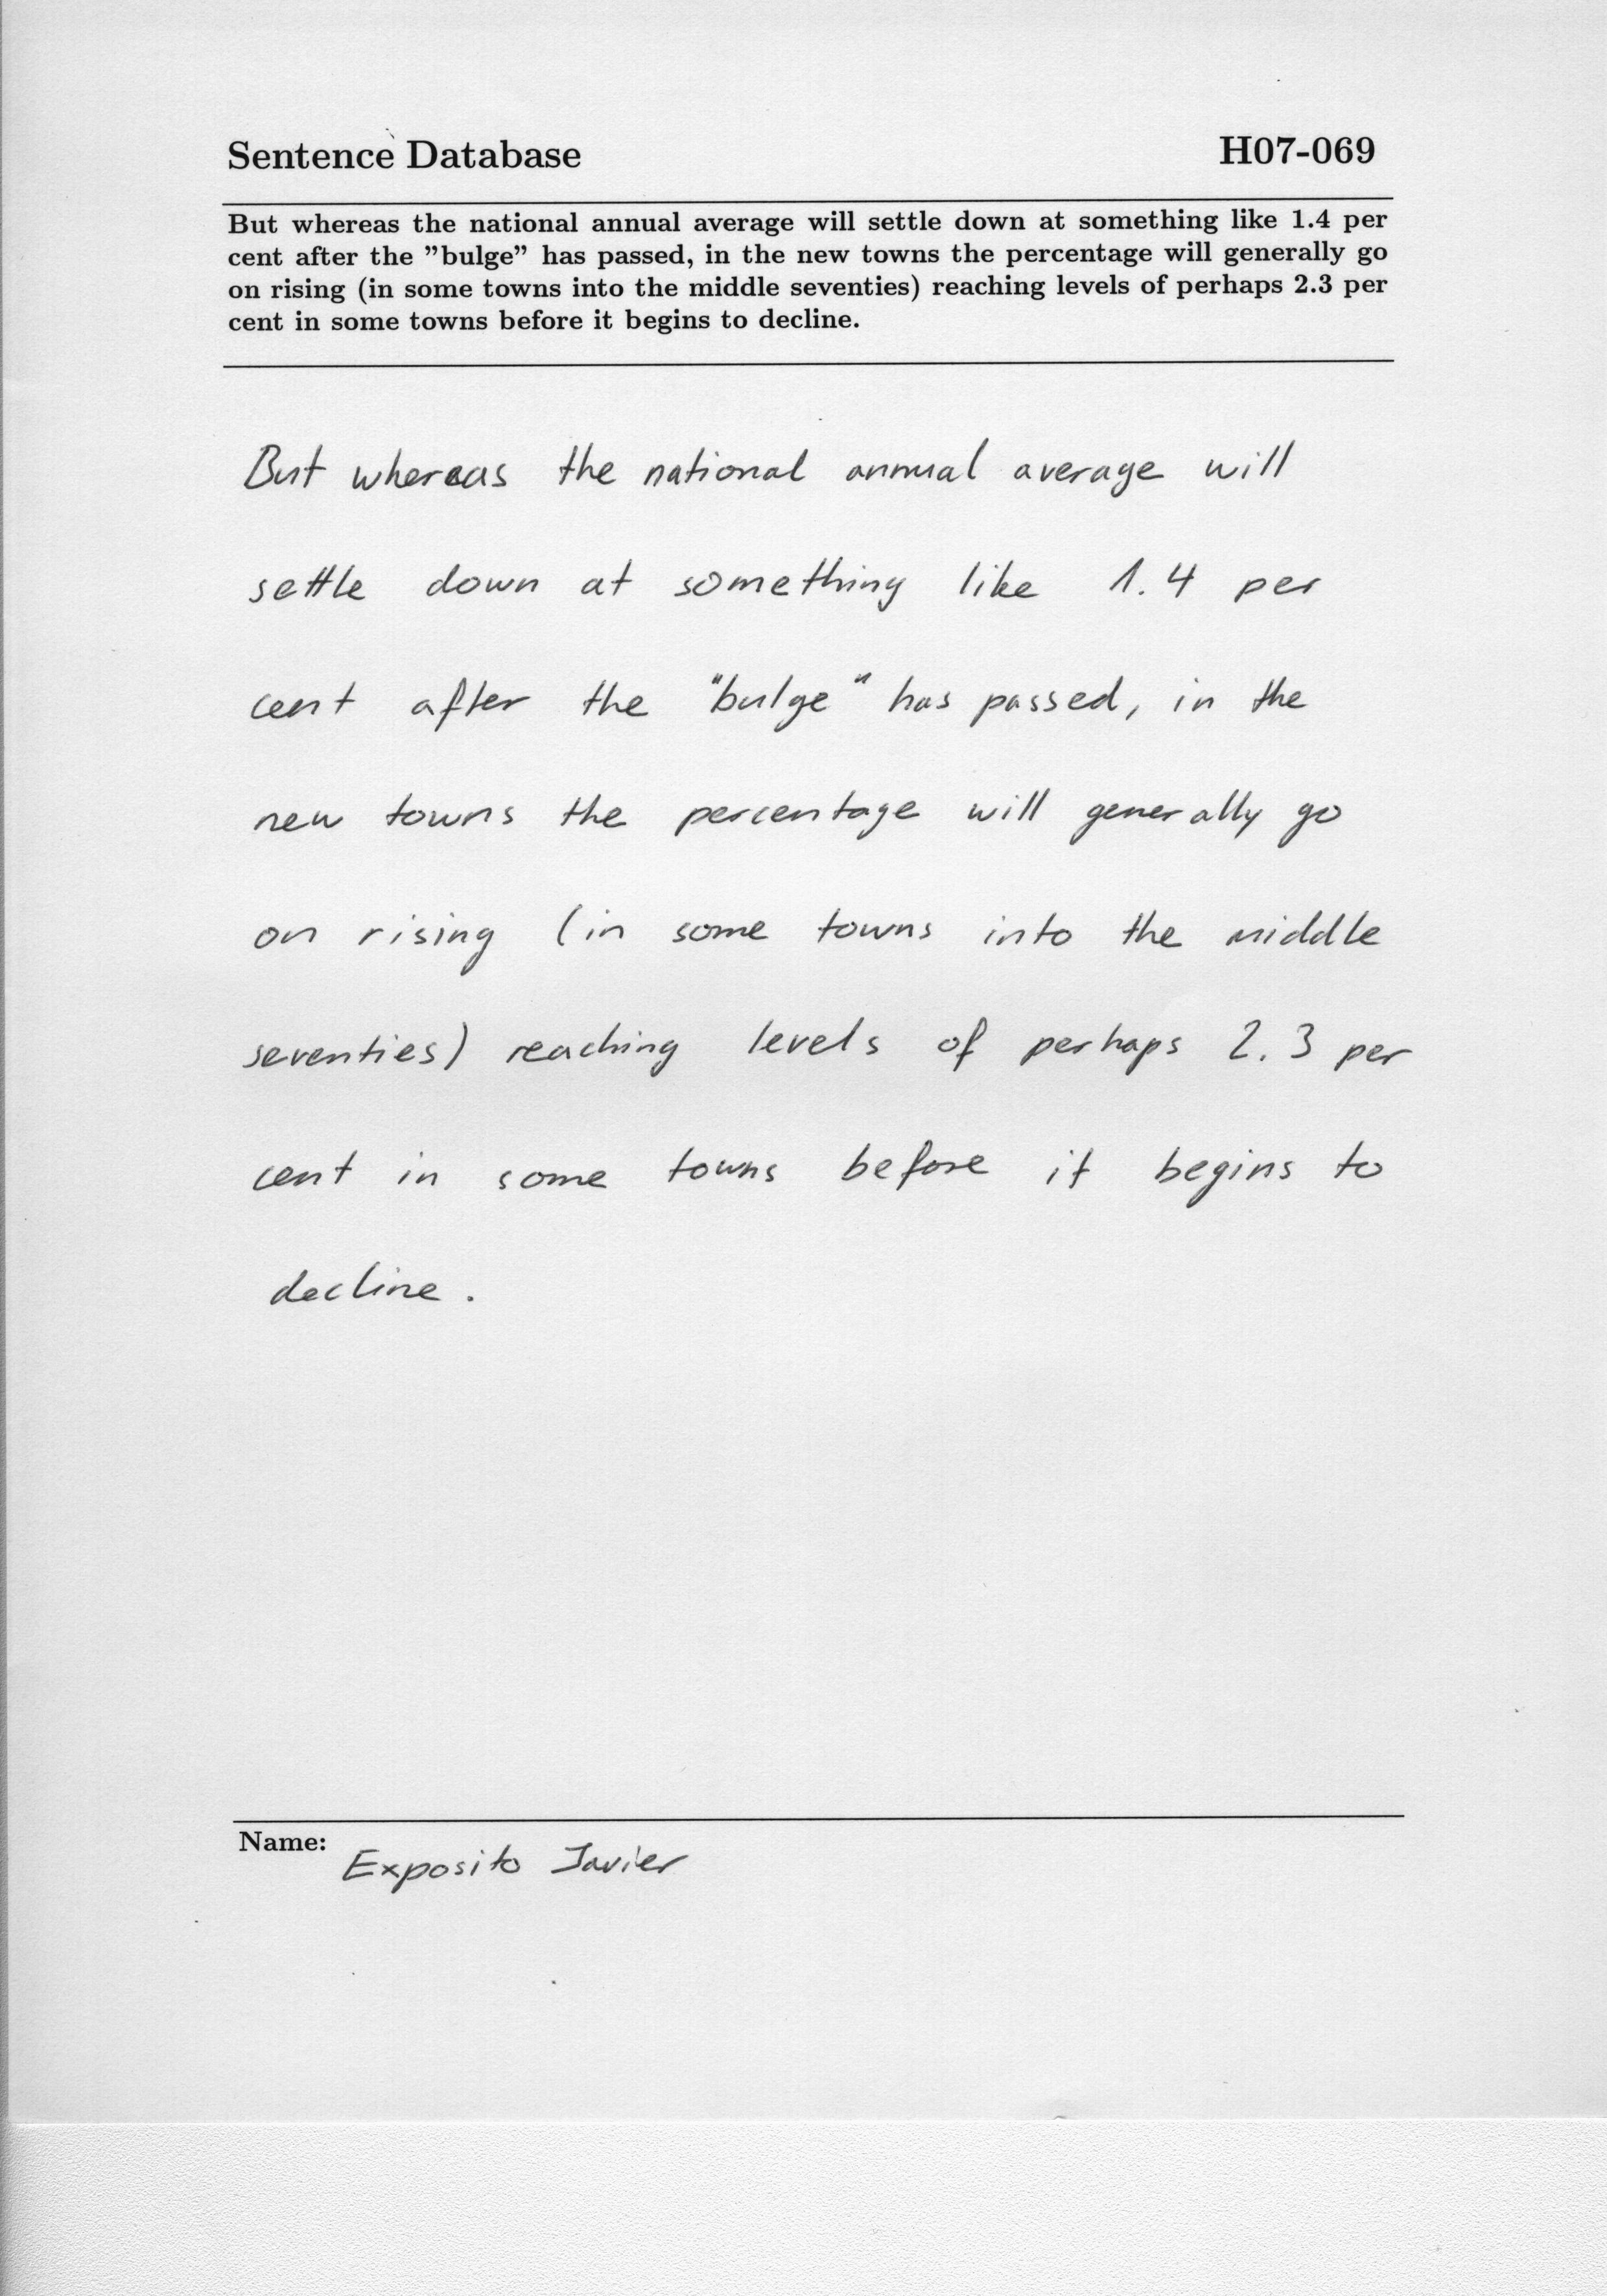 Sentence Database
H07-069
But whereas the national annual average will settle down at something like 1.4 per
cent after the ”bulge” has passed, in the new towns the percentage will generally go
on rising (in some towns into the middle seventies) reaching levels of perhaps 2.3 per
cent in some towns before it begins to decline.
But whereas the national annual average will
settle down at something like 1.4 per
cent after the "bulge" has passed, in the
new towns the percentage will generally go
on rising (in some towns into the middle
seventies) reaching levels of perhaps 2.3 per
cent in some towns before it begins to
decline.
Name:
Exposito Javier